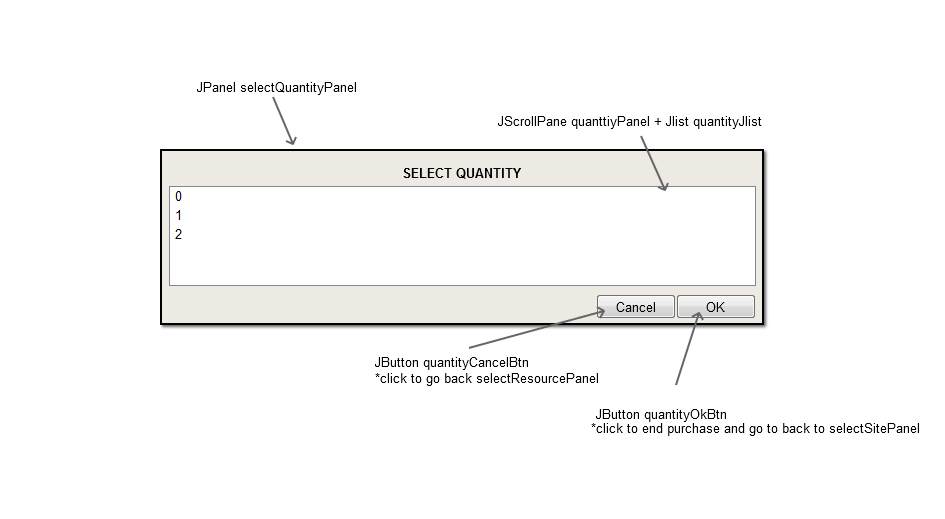 JPanel selectQuantityPanel
JScrollPane quanttiyPanel + Jlist quantityJlist
SELECT QUANTITY
0
1
2
Cancel
OK
JButton quantityCancelBtn
*click to go back selectResourcePanel
JButton quantityOkBtn
*click to end purchase and go to back to selectSitePanel